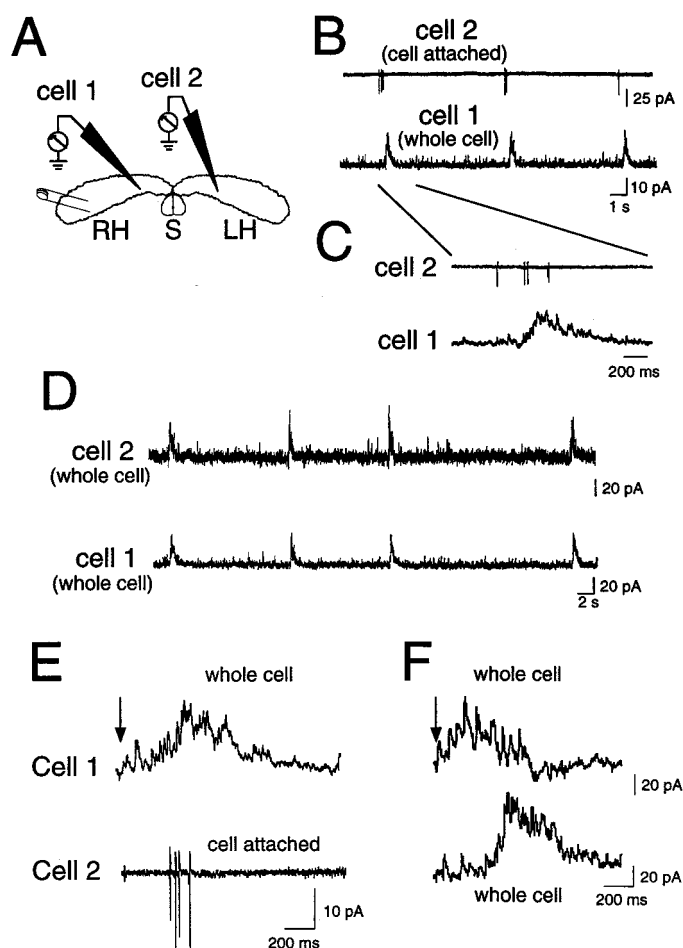 A
cell 1
cell 2
RH
S
LH
B
cell 2
(cell attached)
25 pA
cell 1
(whole cell)
10 pA
1 s
C
cell 2
cell 1
200 ms
D
cell 2
(whole cell)
20 pA
cell 1
(whole cell)
20 pA
2 s
E
whole cell
Cell 1
cell attached
Cell 2
10 pA
200 ms
F
whole cell
20 pA
20 pA
whole cell
200 ms